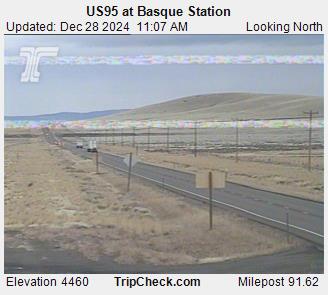 US95 at Basque Station
Updated: Dec 28 2024 11:07 AM Looking North
Elevation 4460 TripCheck.com Milepost 91.62